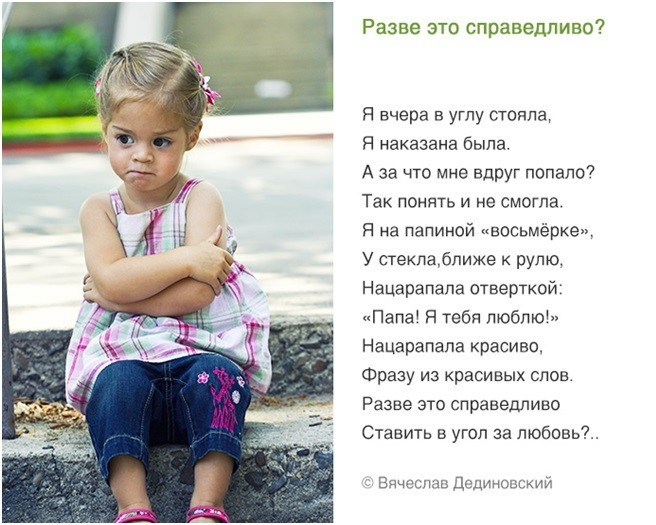 Разве это справедливо?
Я вчера в углу стояла,
Я наказана была.
А за что мне вдруг попало?
Так понять и не смогла.
Я на папиной «восьмёрке»,
У стекла,ближе к рулю,
Нацарапала отверткой:
«Папа! Я тебя люблю!»
Нацарапала красиво,
Фразу из красивых слов.
Разве это справедливо
Ставить в угол за любовь?..
© Вячеслав Дединовский